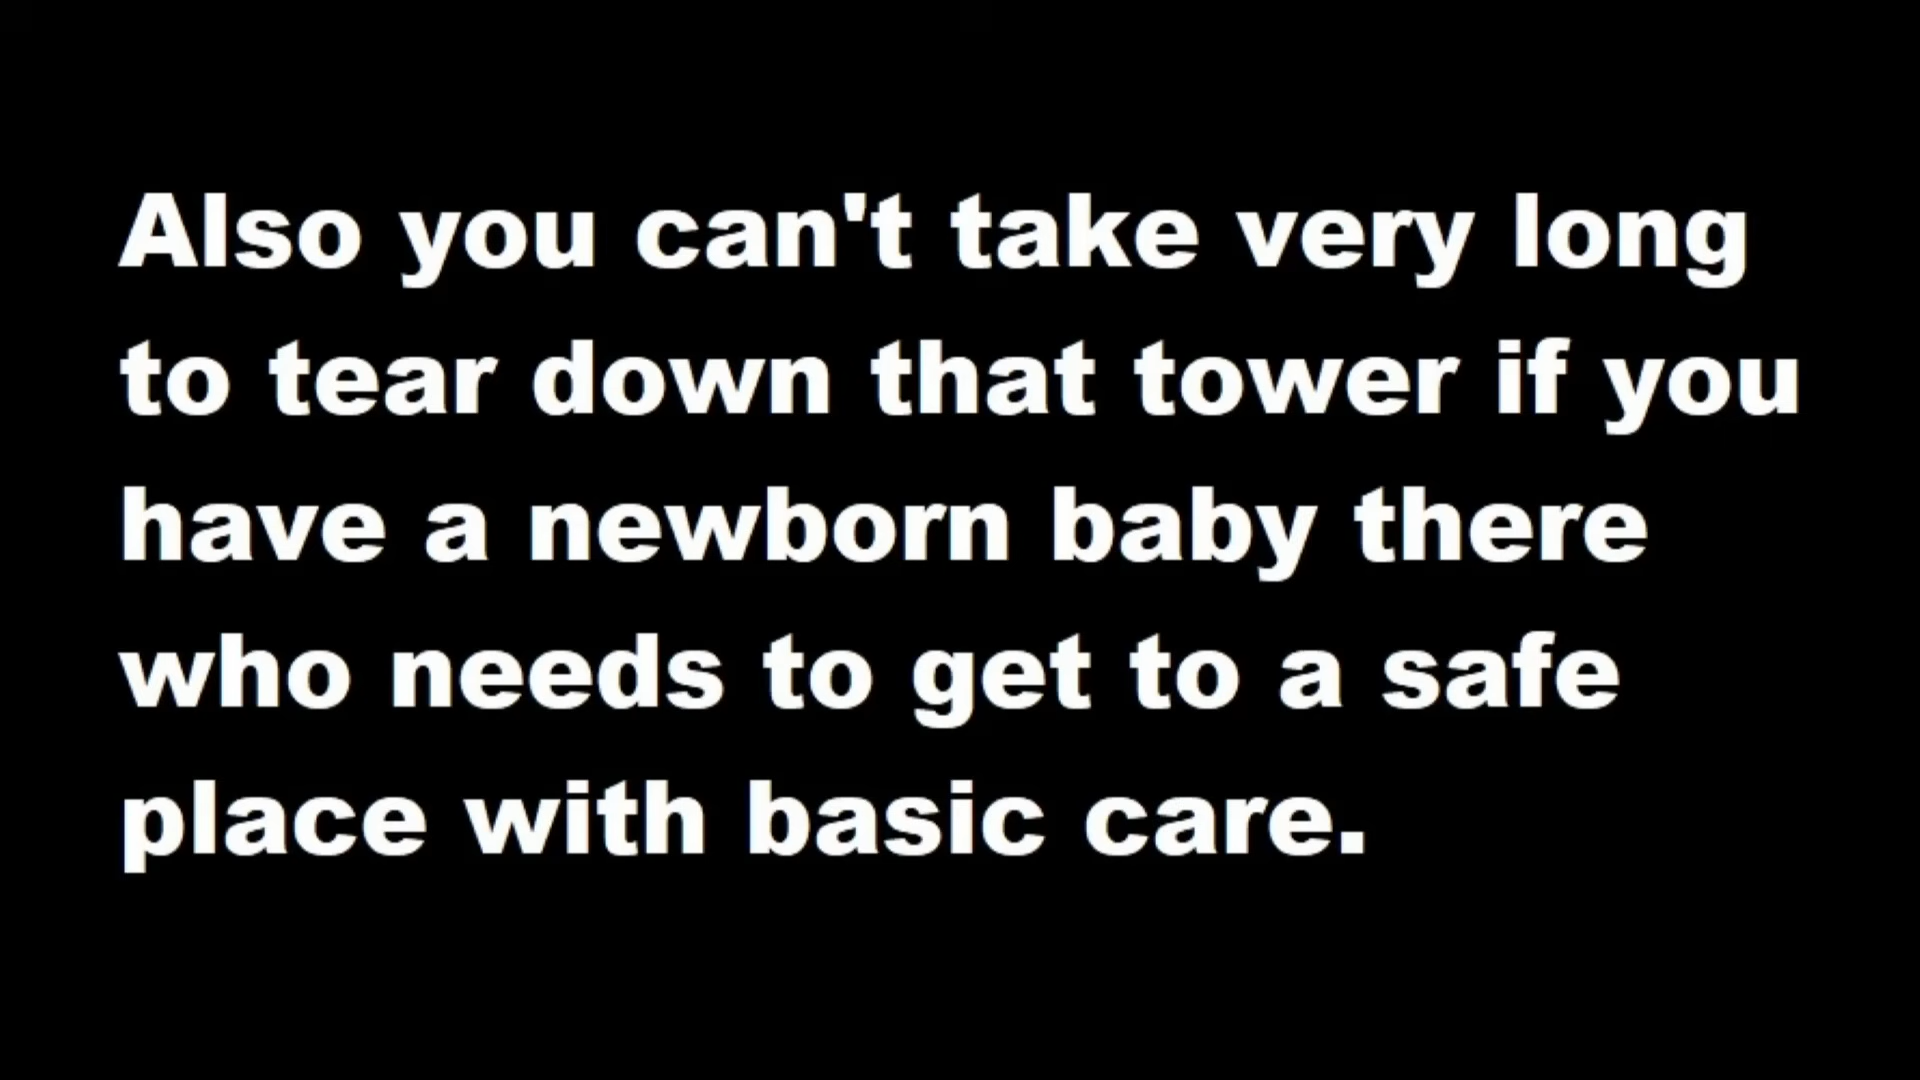 Also you can't take very long
to tear down that tower if you
have a newborn baby there
who needs to get to a safe
place with basic care.